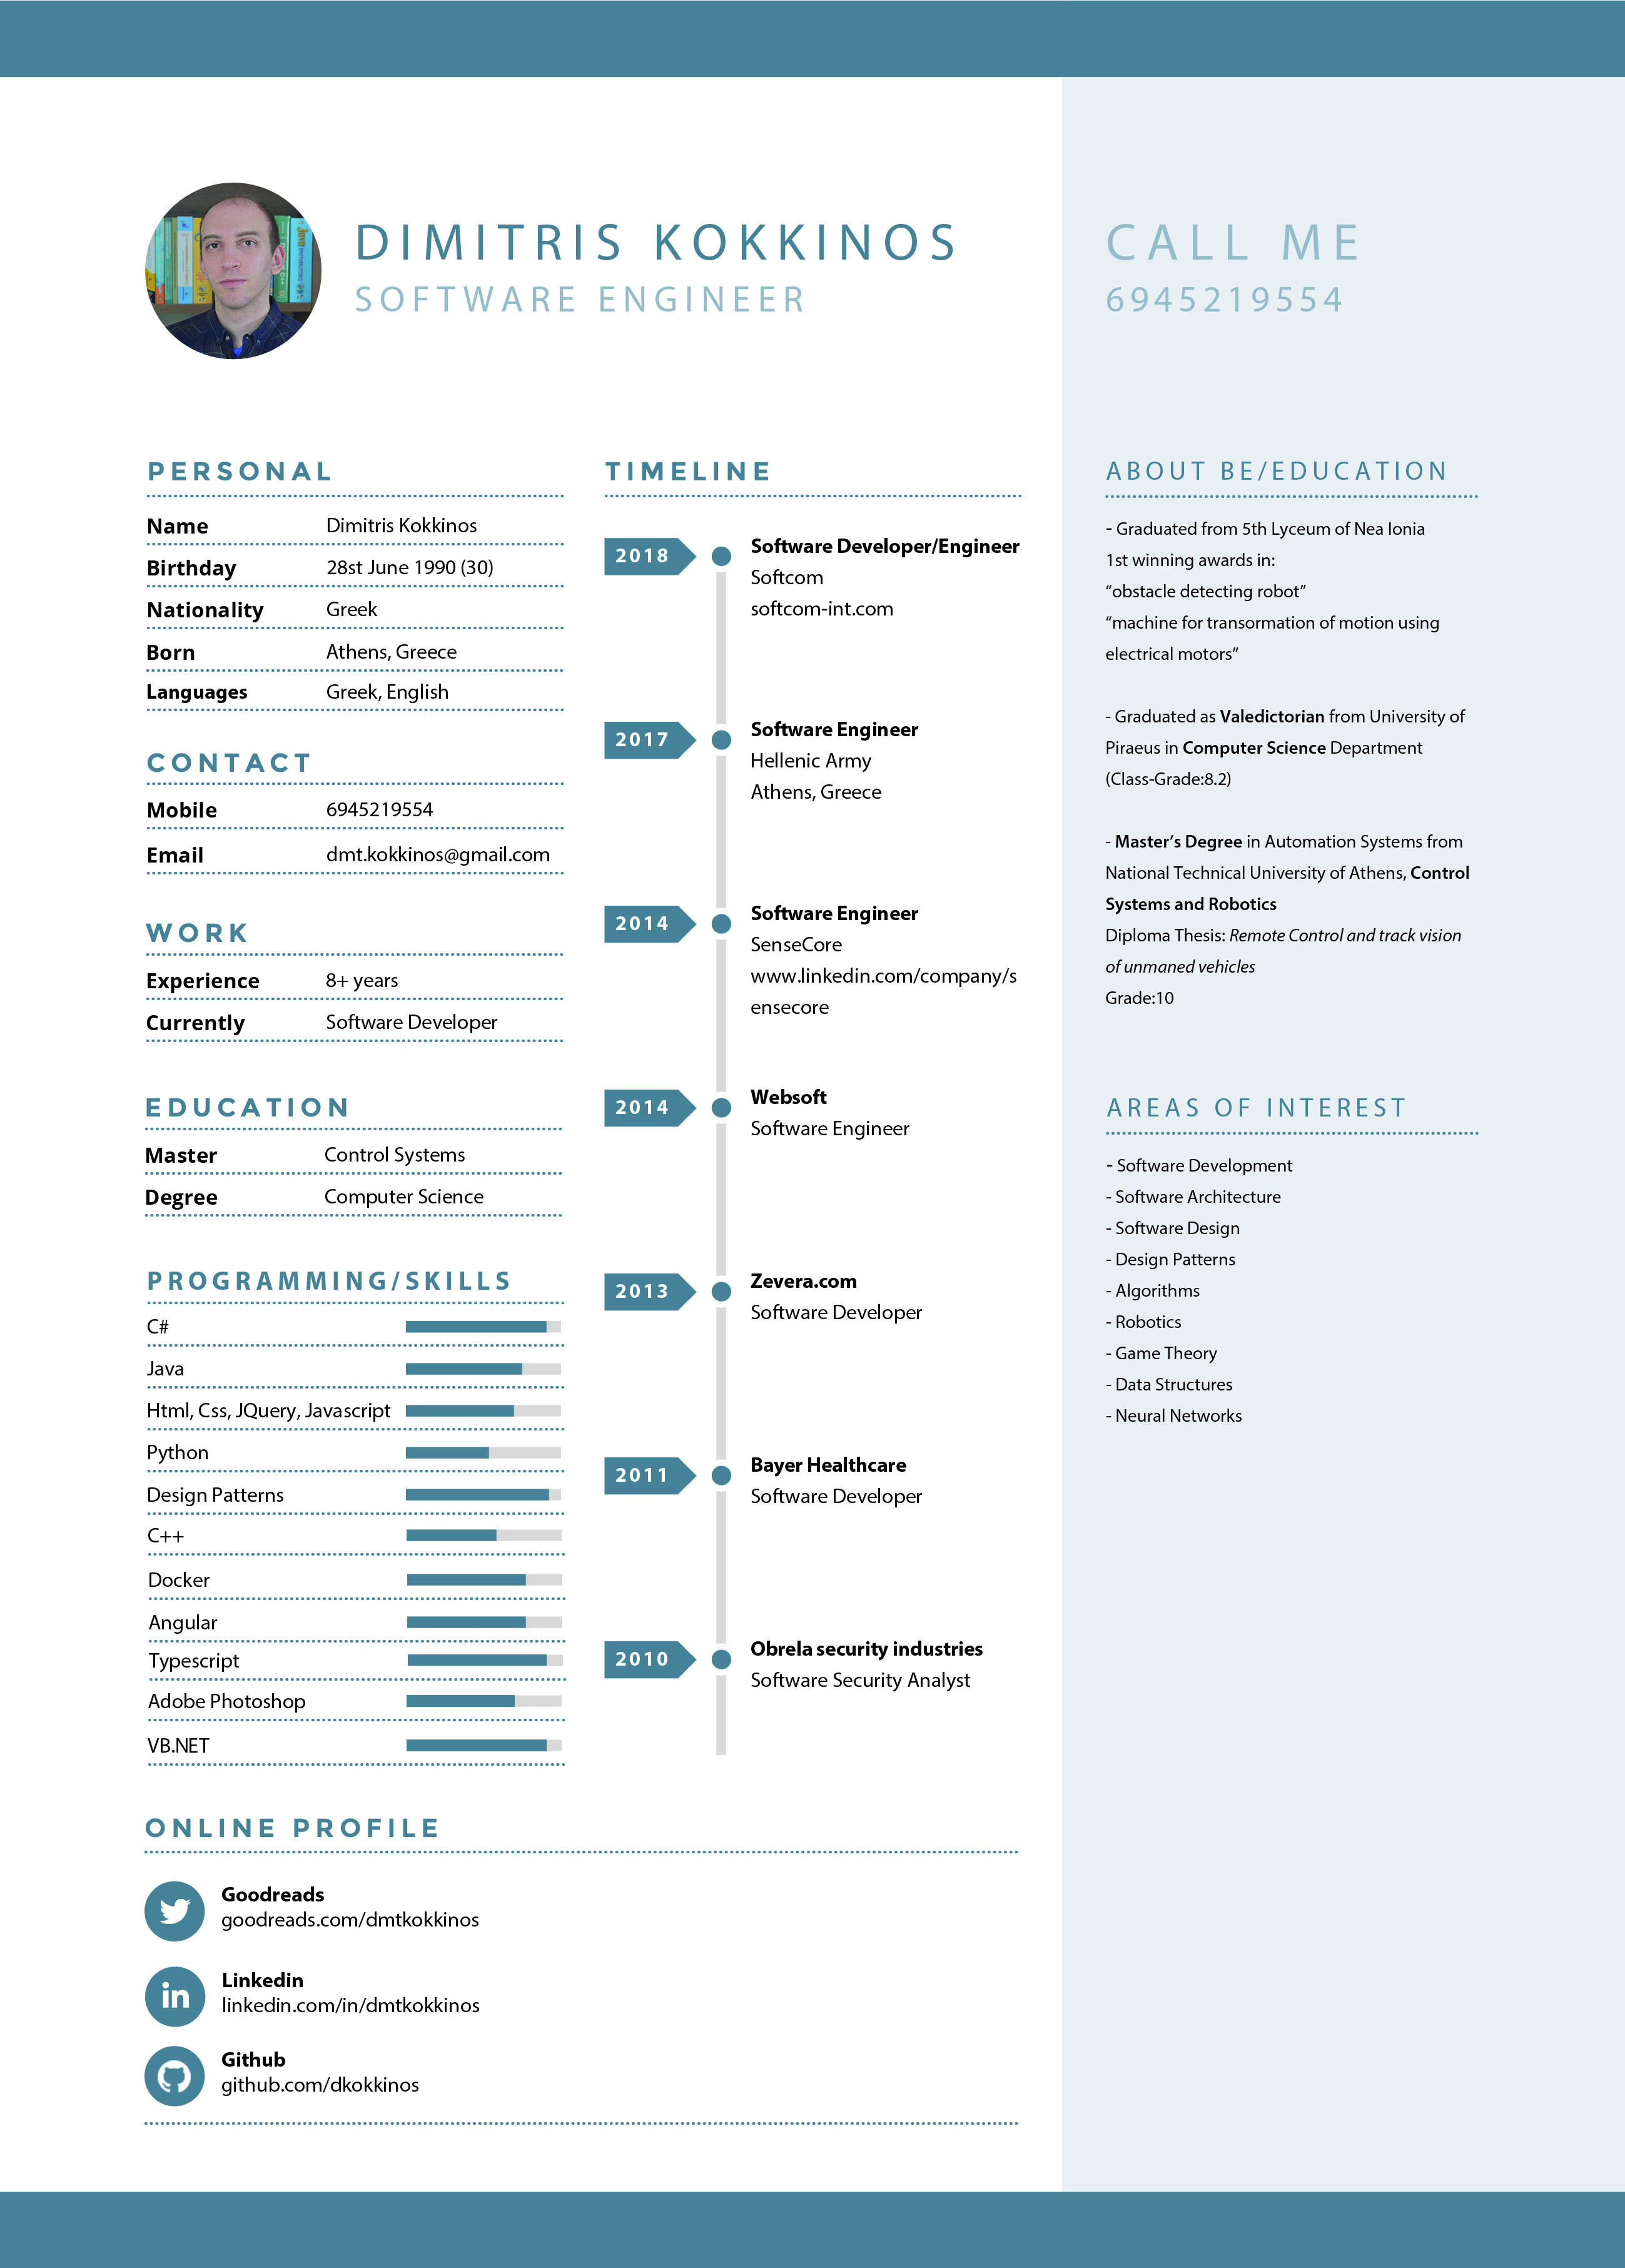 DIMITRIS KOKKINOS
SOFTWARE ENGINEER
CALL ME
6945219554
PERSONAL
Name Dimitris Kokkinos
Birthday 28st June 1990 (30)
Nationality Greek
Born Athens, Greece
Languages Greek, English
CONTACT
Mobile 6945219554
Email dmt.kokkinos@gmail.com
WORK
Experience 8+ years
Currently Software Developer
EDUCATION
Master Control Systems
Degree Computer Science
PROGRAMMING/SKILLS
C#
Java
Html, Css, JQuery, Javascript
Python
Design Patterns
C++
Docker
Angular
Typescript
Adobe Photoshop
VB.NET
TIMELINE
2018 Software Developer/Engineer
Softcom
softcom-int.com
2017 Software Engineer
Hellenic Army
Athens, Greece
2014 Software Engineer
SenseCore
www.linkedin.com/company/s
ensecore
2014 Websoft
Software Engineer
2013 Zevera.com
Software Developer
2011 Bayer Healthcare
Software Developer
2010 Obrela security industries
Software Security Analyst
ONLINE PROFILE
Goodreads
goodreads.com/dmtkokkinos
in Linkedin
linkedin.com/in/dmtkokkinos
Github
github.com/dkokkinos
ABOUT BE/EDUCATION
- Graduated from 5th Lyceum of Nea Ionia
1st winning awards in:
“obstacle detecting robot”
“machine for transormation of motion using
electrical motors”
- Graduated as Valedictorian from University of
Piraeus in Computer Science Department
(Class-Grade:8.2)
- Master’s Degree in Automation Systems from
National Technical University of Athens, Control
Systems and Robotics
Diploma Thesis: Remote Control and track vision
of unmaned vehicles
Grade:10
AREAS OF INTEREST
- Software Development
- Software Architecture
- Software Design
- Design Patterns
- Algorithms
- Robotics
- Game Theory
- Data Structures
- Neural Networks